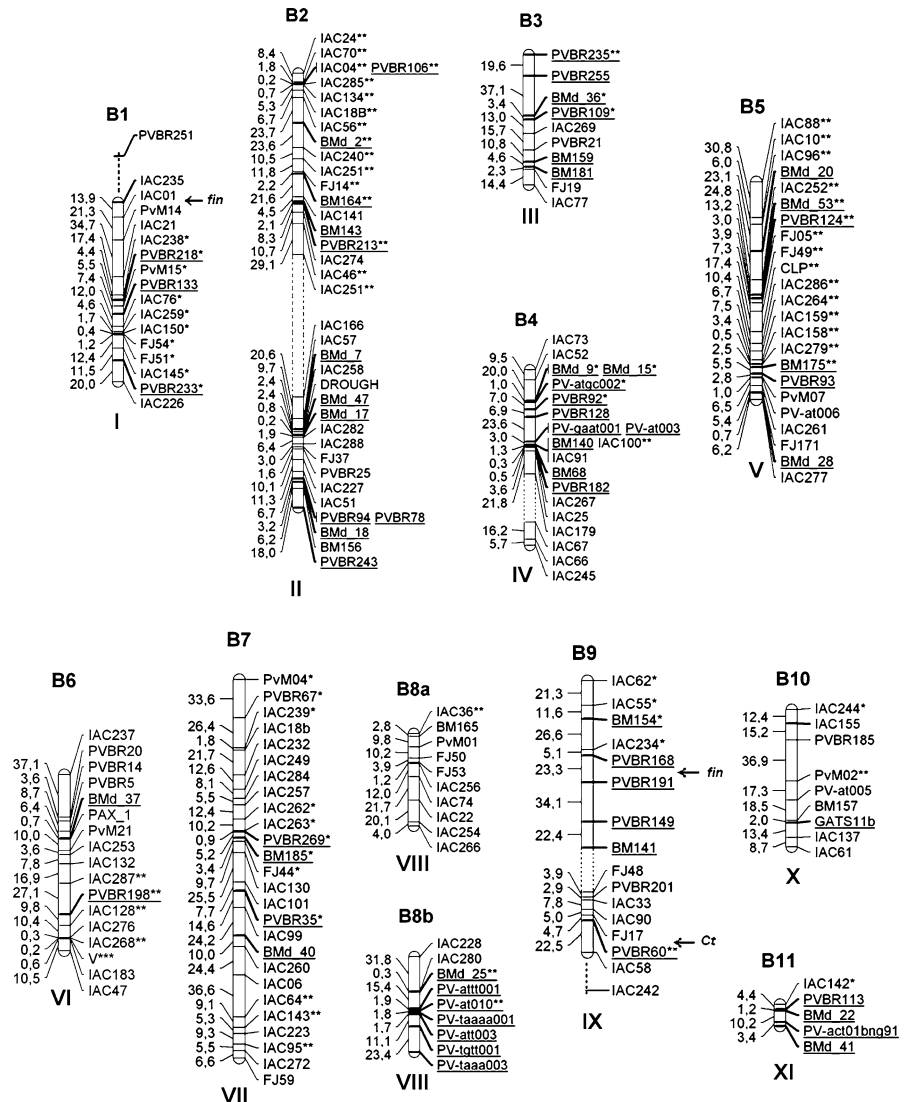 B1
PVBR251
IAC235
IAC01
PvM14
IAC21
IAC238*
PVBR218*
PvM15*
PVBR133
IAC76*
IAC259*
IAC150*
FJ54*
FJ51*
IAC145*
PVBR233*
IAC226
13,9
21,3
34,7
17,4
4,4
5,5
7,4
12,0
4,6
1,7
0,4
1,2
12,4
11,5
20,0
fin
I
B2
IAC24**
IAC70**
IAC04** PVBR106**
IAC285**
IAC134**
IAC18B**
IAC56**
BMd_2**
IAC240**
IAC251**
FJ14**
BM164**
IAC141
BM143
PVBR213**
IAC274
IAC46**
IAC251**
8,4
1,8
0,2
0,7
5,3
6,7
23,7
23,6
10,5
11,8
2,2
21,6
4,5
2,1
8,3
10,7
29,1
IAC166
IAC57
BMd_7
IAC258
DROUGH
BMd_47
BMd_17
IAC282
IAC288
FJ37
PVBR25
IAC227
IAC51
PVBR94 PVBR78
BMd_18
BM156
PVBR243
20,6
9,7
2,4
2,4
0,8
0,2
1,9
6,4
3,0
1,6
10,1
11,3
6,7
3,2
6,2
18,0
II
B3
PVBR235**
PVBR255
BMd_36*
PVBR109*
IAC269
PVBR21
BM159
BM181
FJ19
IAC77
19,6
37,1
3,4
13,0
15,7
10,8
4,6
2,3
14,4
III
B4
IAC73
IAC52
BMd_9* BMd_15*
PV-atgc002*
PVBR92*
PVBR128
PV-gaat001 PV-at003
BM140 IAC100**
IAC91
BM68
PVBR182
IAC267
IAC25
IAC179
IAC67
IAC66
IAC245
9,5
20,0
1,0
7,0
6,9
23,6
3,0
1,3
0,3
0,5
3,6
21,8
16,2
5,7
IV
B5
IAC88**
IAC10**
IAC96**
BMd_20
IAC252**
BMd_53**
PVBR124**
FJ05**
FJ49**
CLP**
IAC286**
IAC264**
IAC159**
IAC158**
IAC279**
BM175**
PVBR93
PvM07
PV-at006
IAC261
FJ171
BMd_28
IAC277
30,8
6,0
23,1
24,8
13,2
3,0
3,9
7,3
17,4
10,4
6,7
7,5
3,4
0,5
2,5
5,5
2,8
1,0
6,5
5,4
0,7
6,2
V
B6
IAC237
PVBR20
PVBR14
PVBR5
BMd_37
PAX_1
PvM21
IAC253
IAC132
IAC287**
PVBR198**
IAC128**
IAC276
IAC268**
V***
IAC183
IAC47
37,1
3,6
8,7
6,4
0,7
10,0
3,6
7,8
16,9
27,1
9,8
10,4
0,3
0,2
0,6
10,5
VI
B7
PvM04*
PVBR67*
IAC239*
IAC18b
IAC232
IAC249
IAC284
IAC257
IAC262*
IAC263*
PVBR269*
BM185*
FJ44*
IAC130
IAC101
PVBR35*
IAC99
BMd_40
IAC260
IAC06
IAC64**
IAC143**
IAC223
IAC95**
IAC272
FJ59
33,6
26,4
1,8
21,7
12,6
8,1
5,5
12,4
10,2
0,9
5,2
3,4
9,7
25,5
7,7
14,6
24,2
10,0
24,4
36,6
9,1
5,3
9,3
5,5
6,6
VII
B8a
IAC36**
BM165
PvM01
FJ50
FJ53
IAC256
IAC74
IAC22
IAC254
IAC266
2,8
9,8
10,2
3,9
1,2
12,0
21,7
20,1
4,0
VIII
B8b
IAC228
IAC280
BMd_25**
PV-attt001
PV-at010**
PV-taaaa001
PV-att003
PV-tgtt001
PV-taaa003
31,8
0,3
15,4
1,9
1,8
1,7
11,1
23,4
VIII
B9
IAC62*
IAC55*
BM154*
IAC234*
PVBR168
PVBR191
PVBR149
BM141
FJ48
PVBR201
IAC33
IAC90
FJ17
PVBR60**
IAC58
IAC242
21,3
11,6
26,6
5,1
23,3
34,1
22,4
3,9
2,9
7,8
5,0
4,7
22,5
fin
Ct
IX
B10
IAC244*
IAC155
PVBR185
PvM02**
PV-at005
BM157
GATS11b
IAC137
IAC61
12,4
15,2
36,9
17,3
18,5
2,0
13,4
8,7
X
B11
IAC142*
PVBR113
BMd_22
PV-act01bng91
BMd_41
4,4
1,2
10,2
3,4
XI